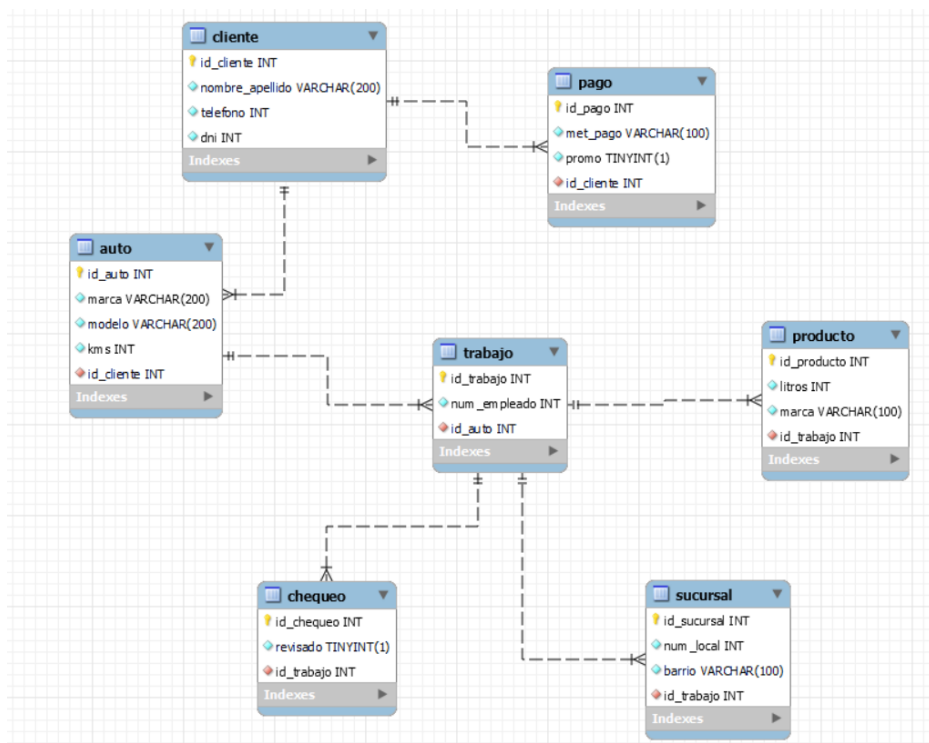 cliente
id_cliente INT
nombre_apellido VARCHAR(200)
telefono INT
dni INT
Indexes
pago
id_pago INT
met_pago VARCHAR(100)
promo TINYINT(1)
id_cliente INT
Indexes
auto
id_auto INT
marca VARCHAR(200)
modelo VARCHAR(200)
kms INT
id_cliente INT
Indexes
trabajo
id_trabajo INT
num_empleado INT
id_auto INT
Indexes
producto
id_producto INT
litros INT
marca VARCHAR(100)
id_trabajo INT
Indexes
chequeo
id_chequeo INT
revisado TINYINT(1)
id_trabajo INT
Indexes
sucursal
id_sucursal INT
num_local INT
barrio VARCHAR(100)
id_trabajo INT
Indexes